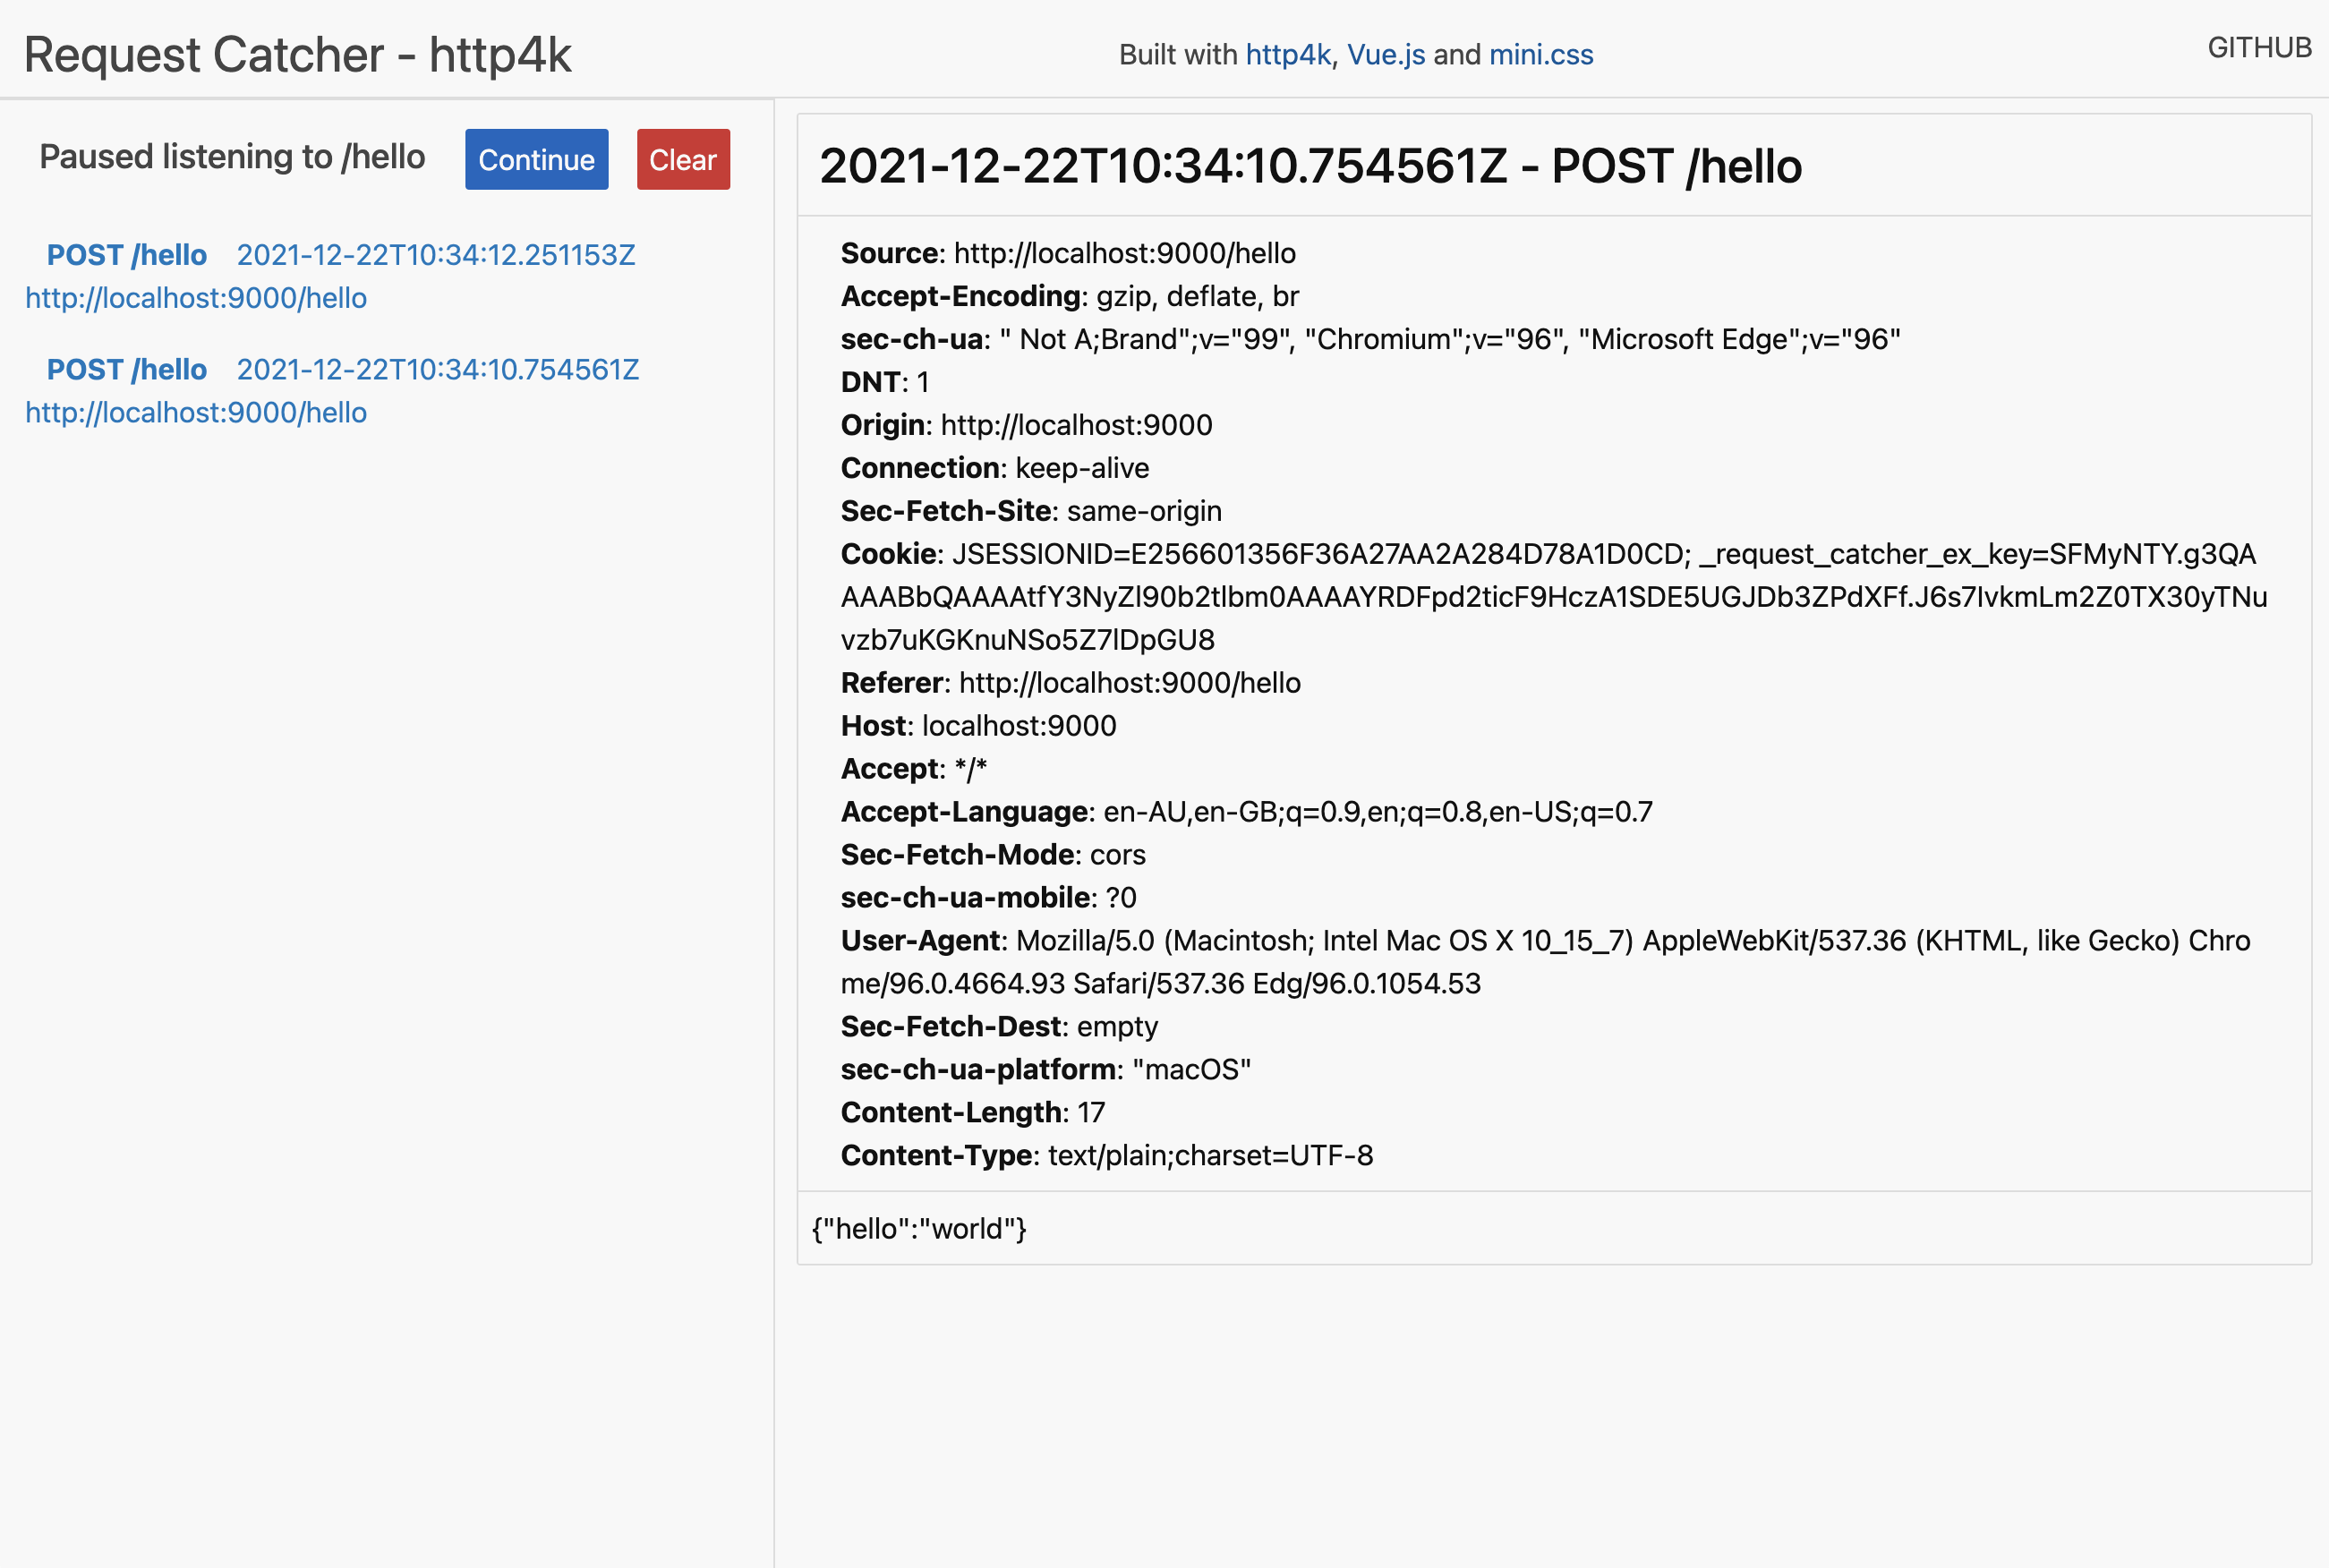 Request Catcher - http4k
Built with http4k, Vue.js and mini.css
GITHUB
Paused listening to /hello
Continue
Clear
POST /hello 2021-12-22T10:34:12.251153Z
http://localhost:9000/hello
POST /hello 2021-12-22T10:34:10.754561Z
http://localhost:9000/hello
2021-12-22T10:34:10.754561Z - POST /hello
Source: http://localhost:9000/hello
Accept-Encoding: gzip, deflate, br
sec-ch-ua: " Not A;Brand";v="99", "Chromium";v="96", "Microsoft Edge";v="96"
DNT: 1
Origin: http://localhost:9000
Connection: keep-alive
Sec-Fetch-Site: same-origin
Cookie: JSESSIONID=E256601356F36A27AA2A284D78A1D0CD; _request_catcher_ex_key=SFMyNTY.g3QA
AAABbQAAAAtfY3NyZl90b2tlbm0AAAAYRDFpd2ticF9HczA1SDE5UGJDb3ZPdXFf.J6s7IvkmLm2Z0TX30yTNu
vzb7uKGKnuNSo5Z7lDpGU8
Referer: http://localhost:9000/hello
Host: localhost:9000
Accept: */*
Accept-Language: en-AU,en-GB;q=0.9,en;q=0.8,en-US;q=0.7
Sec-Fetch-Mode: cors
sec-ch-ua-mobile: ?0
User-Agent: Mozilla/5.0 (Macintosh; Intel Mac OS X 10_15_7) AppleWebKit/537.36 (KHTML, like Gecko) Chro
me/96.0.4664.93 Safari/537.36 Edg/96.0.1054.53
Sec-Fetch-Dest: empty
sec-ch-ua-platform: "macOS"
Content-Length: 17
Content-Type: text/plain;charset=UTF-8
{"hello":"world"}